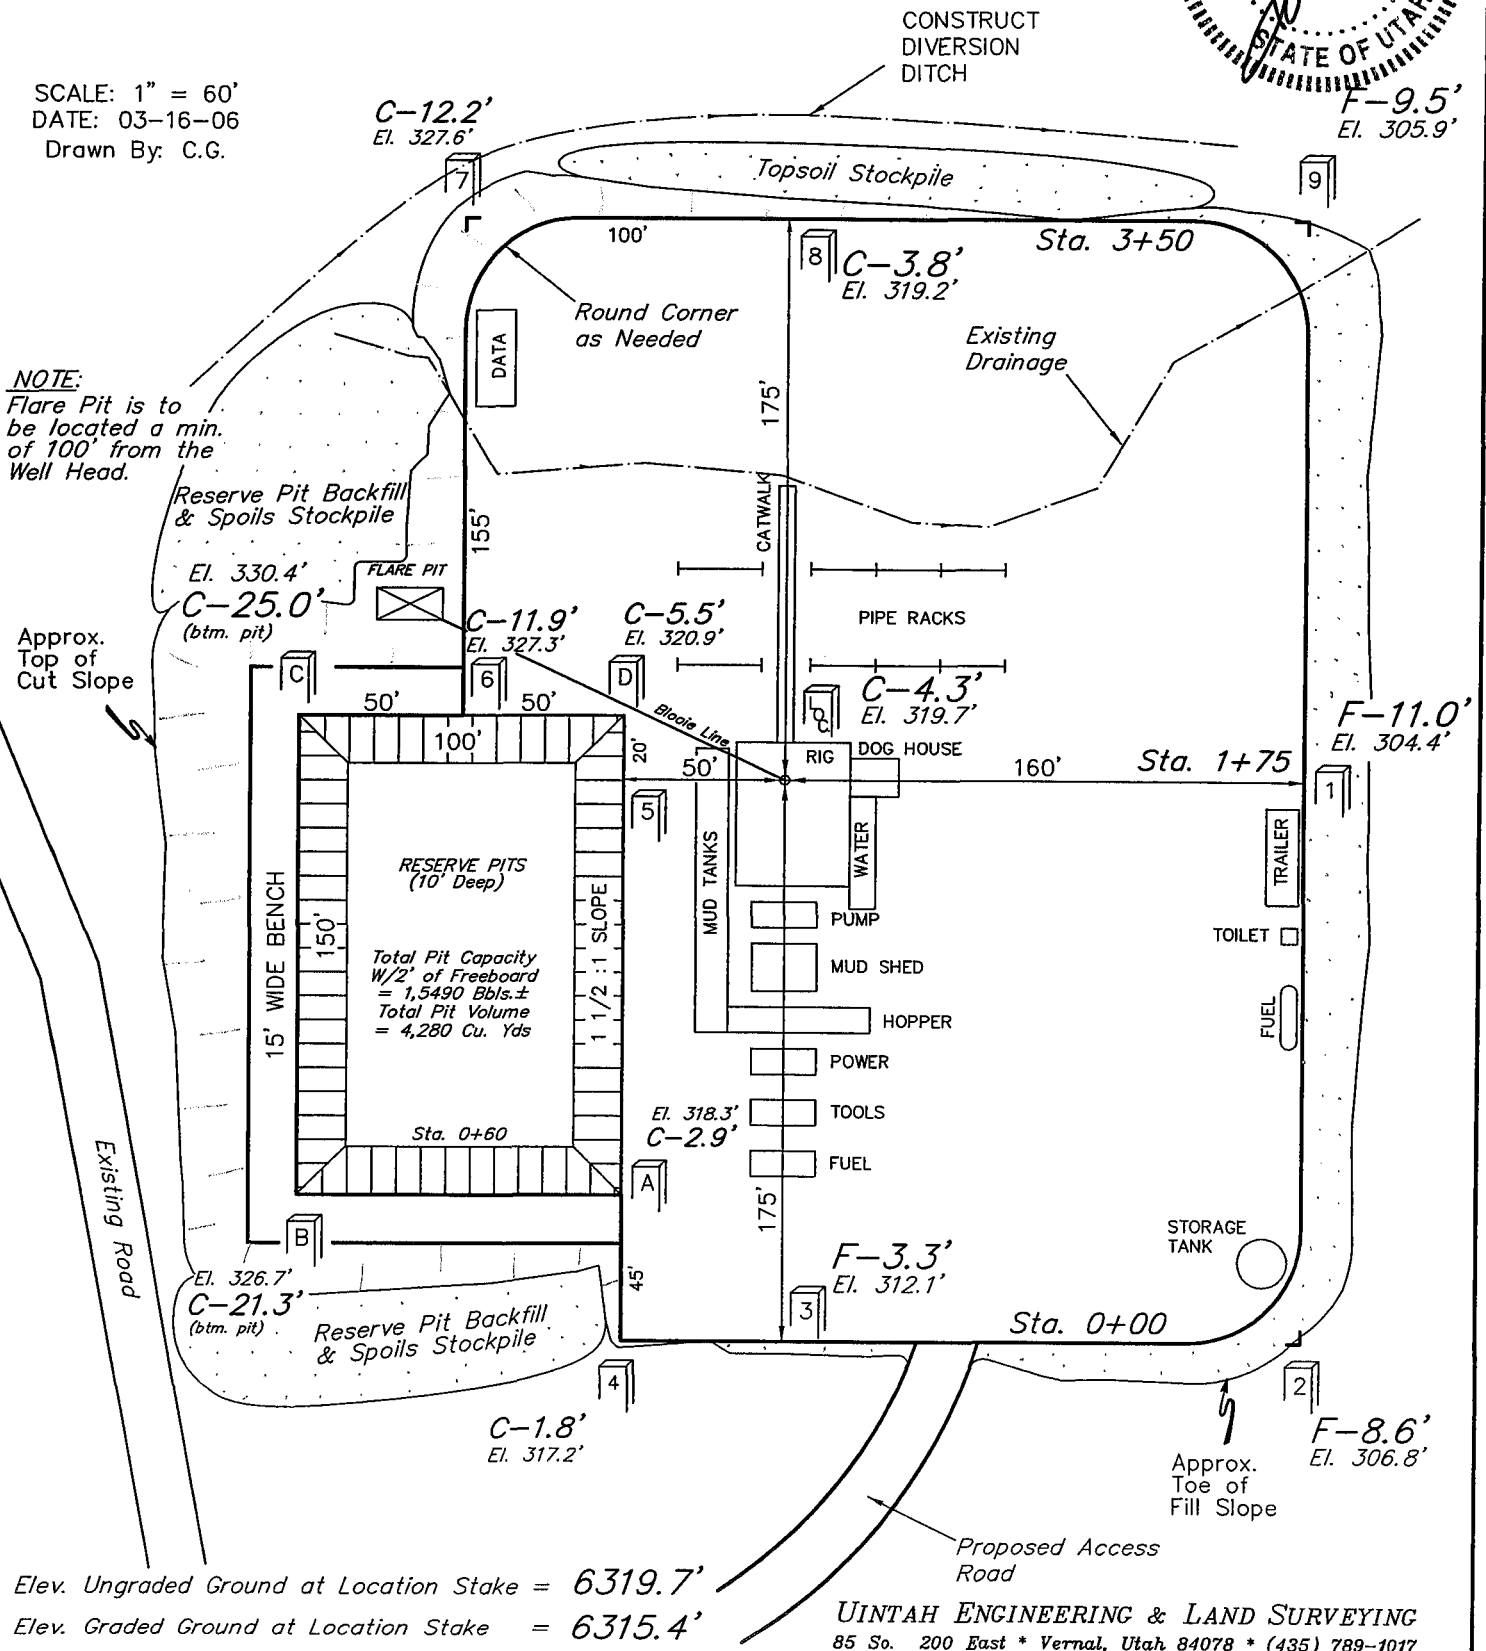 CONSTRUCT
DIVERSION
DITCH
STATE OF UTAH
SCALE: 1" = 60'
DATE: 03-16-06
Drawn By: C.G.
C-12.2'
El. 327.6'
F-9.5'
El. 305.9'
7
Topsoil Stockpile
9
100'
8
Sta. 3+50
C-3.8'
El. 319.2'
Round Corner
as Needed
DATA
Existing
Drainage
NOTE:
Flare Pit is to
be located a min.
of 100' from the
Well Head.
175'
Reserve Pit Backfill
& Spoils Stockpile
155'
CATWALK
El. 330.4'
C-25.0'
(btm. pit)
FLARE PIT
C-11.9'
El. 327.3'
C-5.5'
El. 320.9'
PIPE RACKS
Approx.
Top of
Cut Slope
C
6
D
50'
50'
100'
Blooie Line
20'
LOC
C-4.3'
El. 319.7'
F-11.0'
El. 304.4'
RIG
DOG HOUSE
50'
160'
Sta. 1+75
5
1
MUD TANKS
WATER
TRAILER
RESERVE PITS
(10' Deep)
15' WIDE BENCH
150'
1 1/2 :1 SLOPE
Total Pit Capacity
W/2' of Freeboard
= 1,5490 Bbls.±
Total Pit Volume
= 4,280 Cu. Yds
PUMP
TOILET
MUD SHED
HOPPER
FUEL
POWER
El. 318.3'
C-2.9'
TOOLS
Sta. 0+60
FUEL
A
Existing Road
B
175'
STORAGE
TANK
El. 326.7'
C-21.3'
(btm. pit)
45'
F-3.3'
El. 312.1'
3
Reserve Pit Backfill
& Spoils Stockpile
Sta. 0+00
4
2
C-1.8'
El. 317.2'
F-8.6'
El. 306.8'
Approx.
Toe of
Fill Slope
Proposed Access
Road
Elev. Ungraded Ground at Location Stake = 6319.7'
Elev. Graded Ground at Location Stake = 6315.4'
UINTAH ENGINEERING & LAND SURVEYING
85 So. 200 East * Vernal, Utah 84078 * (435) 789-1017